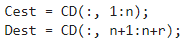 Cest = CD(:, 1:n);
Dest = CD(:, n+1:n+r);